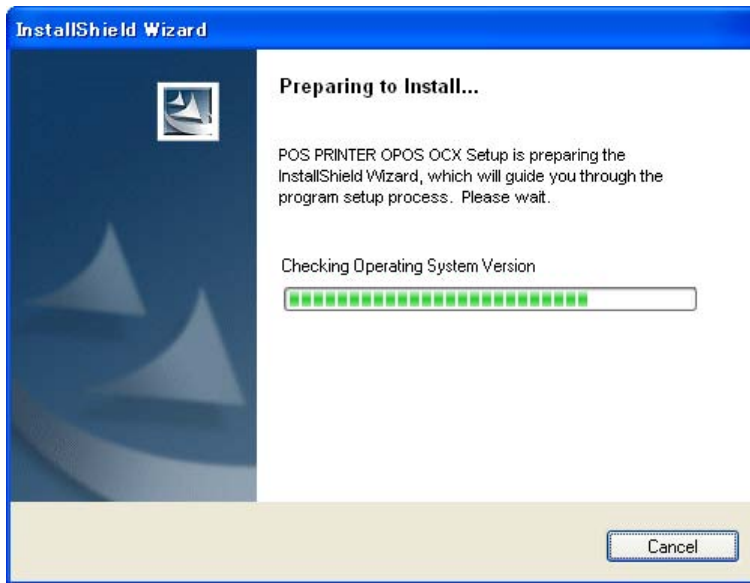 InstallShield Wizard
Preparing to Install...
POS PRINTER OPOS OCX Setup is preparing the
InstallShield Wizard, which will guide you through the
program setup process. Please wait.
Checking Operating System Version
Cancel